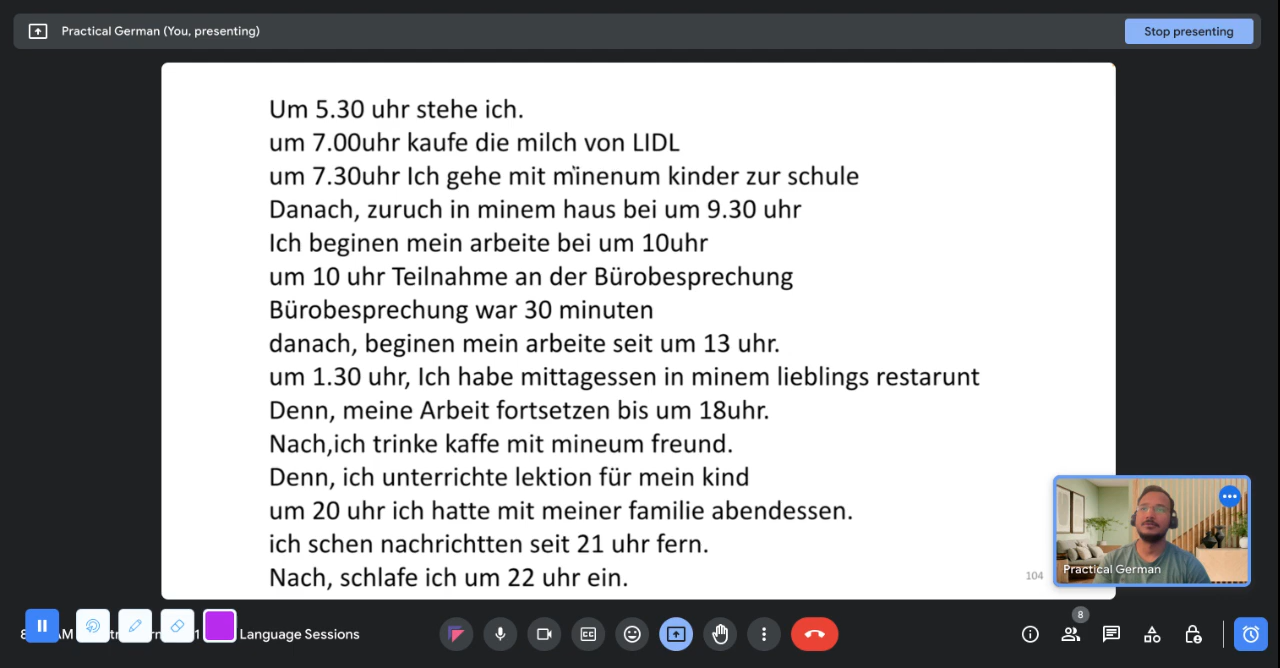 Practical German (You, presenting)
Stop presenting
Um 5.30 uhr stehe ich.
um 7.00uhr kaufe die milch von LIDL
um 7.30uhr Ich gehe mit minenum kinder zur schule
Danach, zuruch in minem haus bei um 9.30 uhr
Ich beginen mein arbeite bei um 10uhr
um 10 uhr Teilnahme an der Bürobesprechung
Bürobesprechung war 30 minuten
danach, beginen mein arbeite seit um 13 uhr.
um 1.30 uhr, Ich habe mittagessen in minem lieblings restarunt
Denn, meine Arbeit fortsetzen bis um 18uhr.
Nach,ich trinke kaffe mit mineum freund.
Denn, ich unterrichte lektion für mein kind
um 20 uhr ich hatte mit meiner familie abendessen.
ich schen nachrichtten seit 21 uhr fern.
Nach, schlafe ich um 22 uhr ein.
104
Practical German
8
Language Sessions